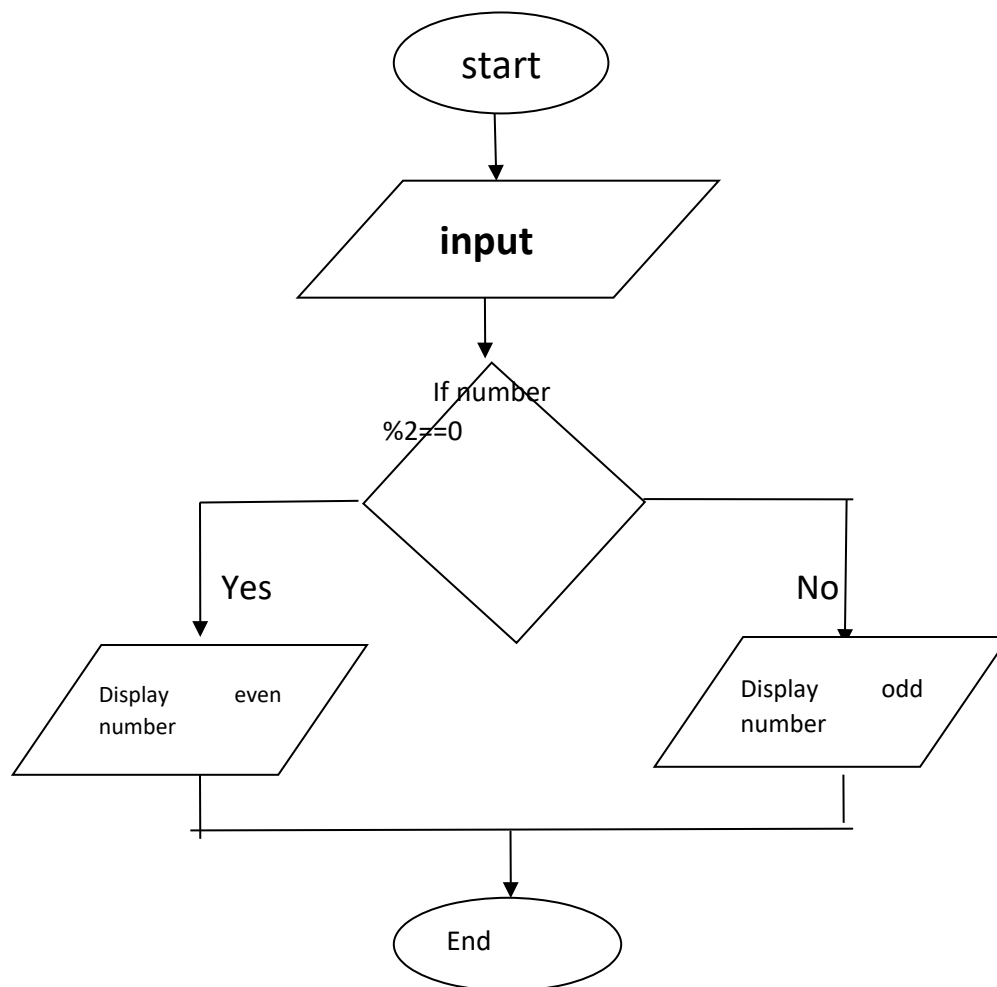 start
input
If number
%2==0
Yes
No
Display even
number
Display odd
number
End